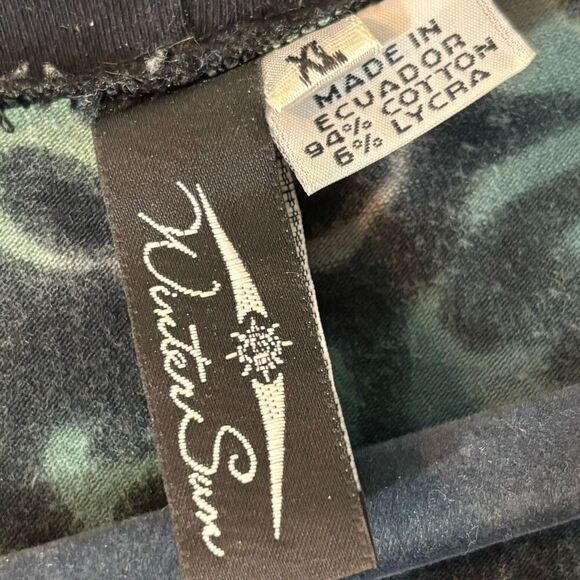 XL
MADE IN
ECUADOR
94% COTTON
6% LYCRA
Winter Sun